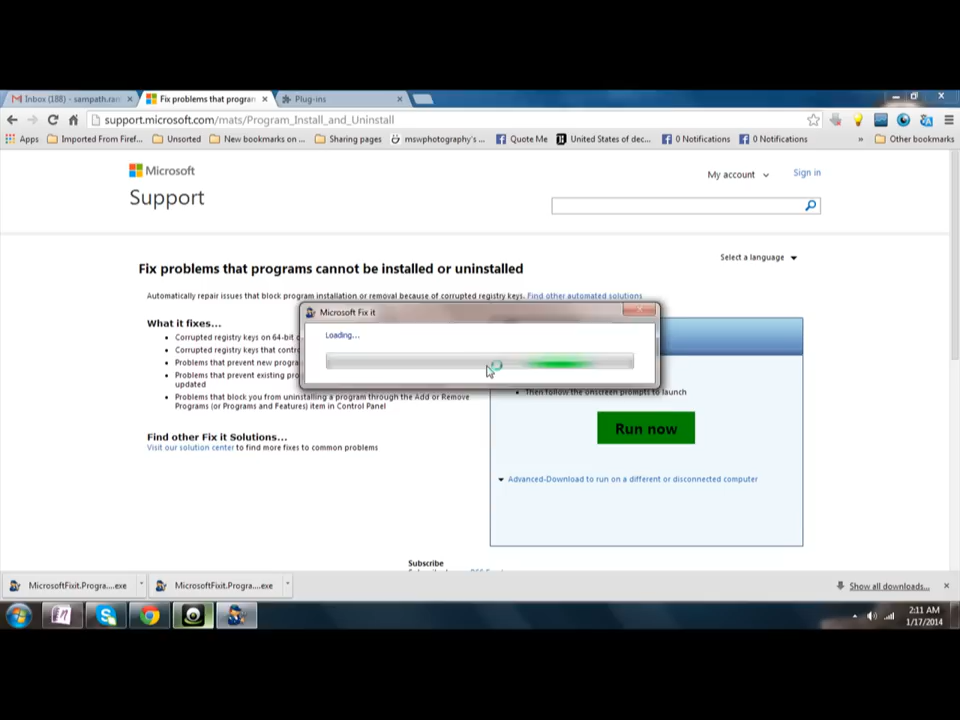 Inbox (188) - sampath.ram
Fix problems that program
Plug-ins
support.microsoft.com/mats/Program_Install_and_Uninstall
Apps
Imported From Firef...
Unsorted
New bookmarks on ...
Sharing pages
mswphotography's ...
Quote Me
United States of dec...
0 Notifications
0 Notifications
»
Other bookmarks
Microsoft
My account
Sign in
Support
Select a language
Fix problems that programs cannot be installed or uninstalled
Automatically repair issues that block program installation or removal because of corrupted registry keys. Find other automated solutions
Microsoft Fix it
Loading...
What it fixes...
Corrupted registry keys on 64-bit o
Corrupted registry keys that contr
Problems that prevent new progra
Problems that prevent existing pro
updated
Problems that block you from uninstalling a program through the Add or Remove
Programs (or Programs and Features) item in Control Panel
Then follow the onscreen prompts to launch
Run now
Find other Fix it Solutions...
Visit our solution center to find more fixes to common problems
Advanced-Download to run on a different or disconnected computer
Subscribe
MicrosoftFixit.Progra....exe
MicrosoftFixit.Progra....exe
Show all downloads...
2:11 AM
1/17/2014